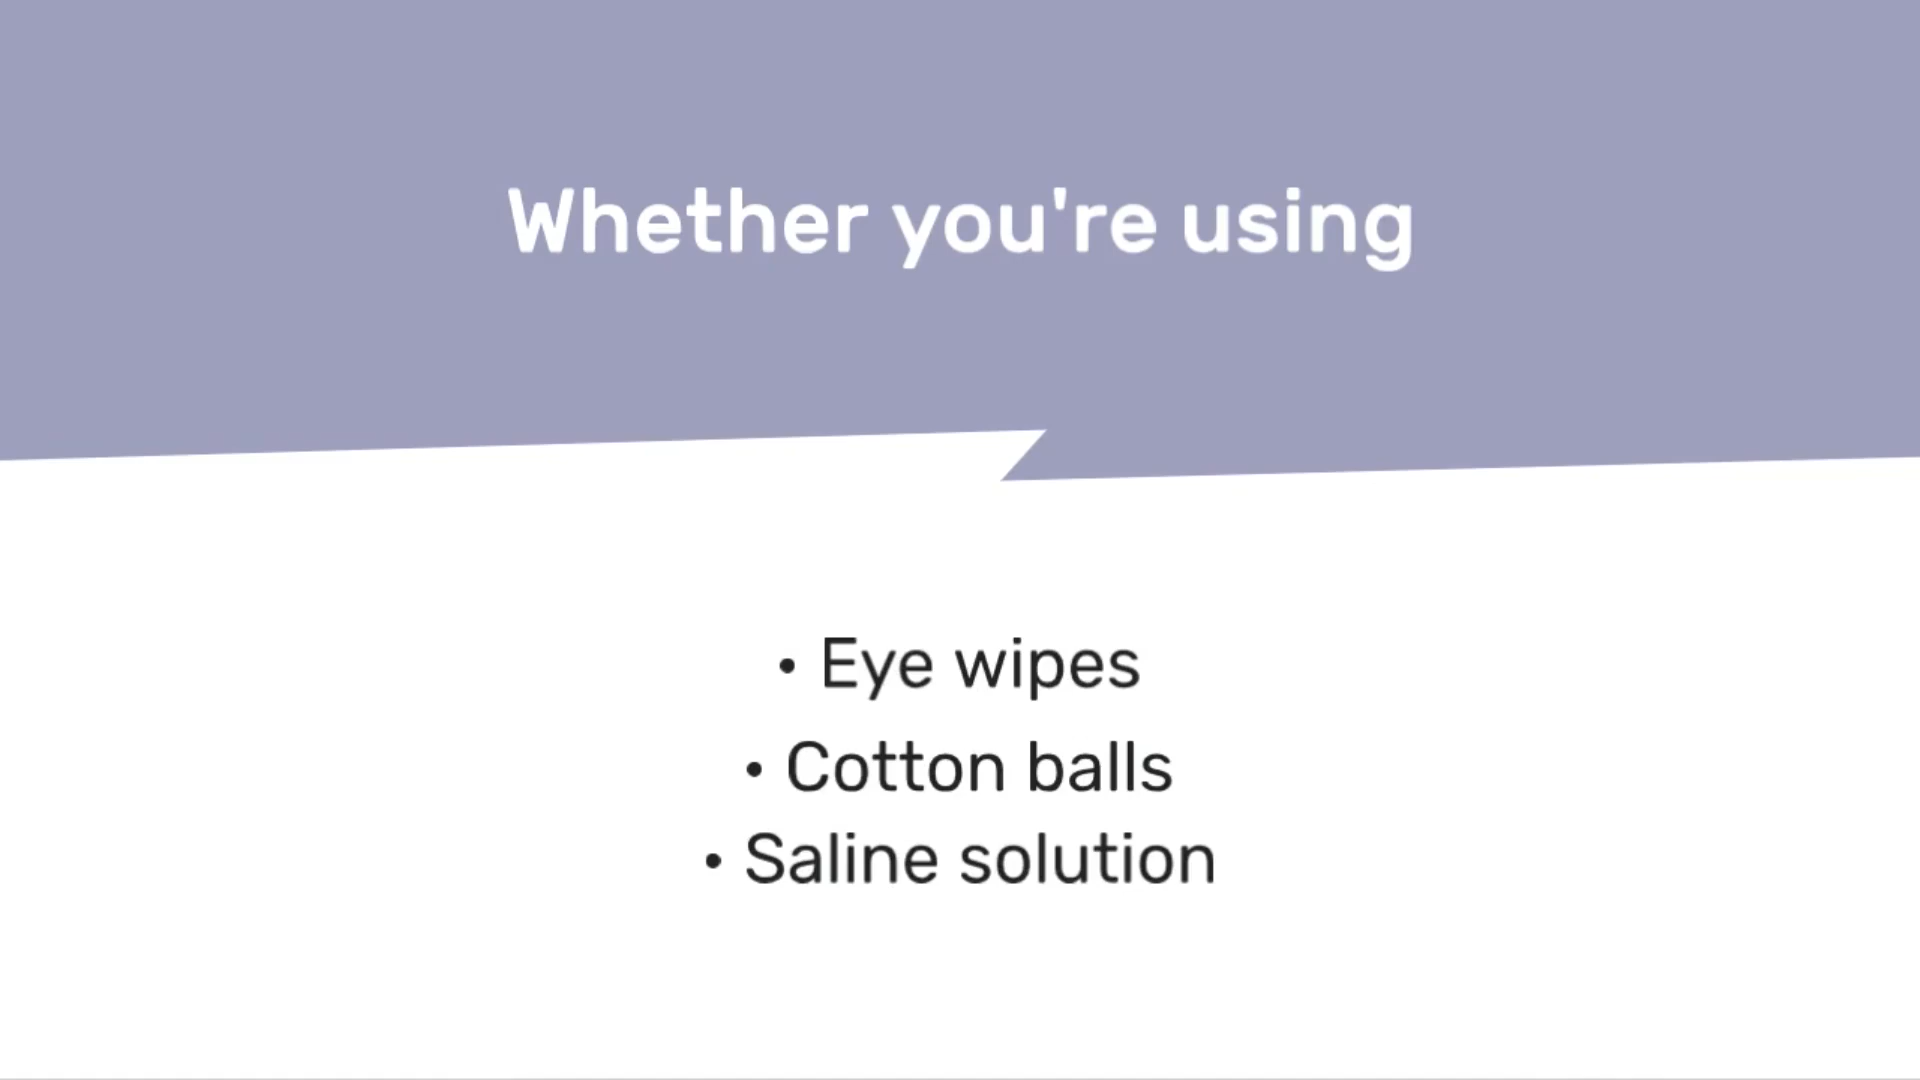 Whether you're using
• Eye wipes
• Cotton balls
• Saline solution